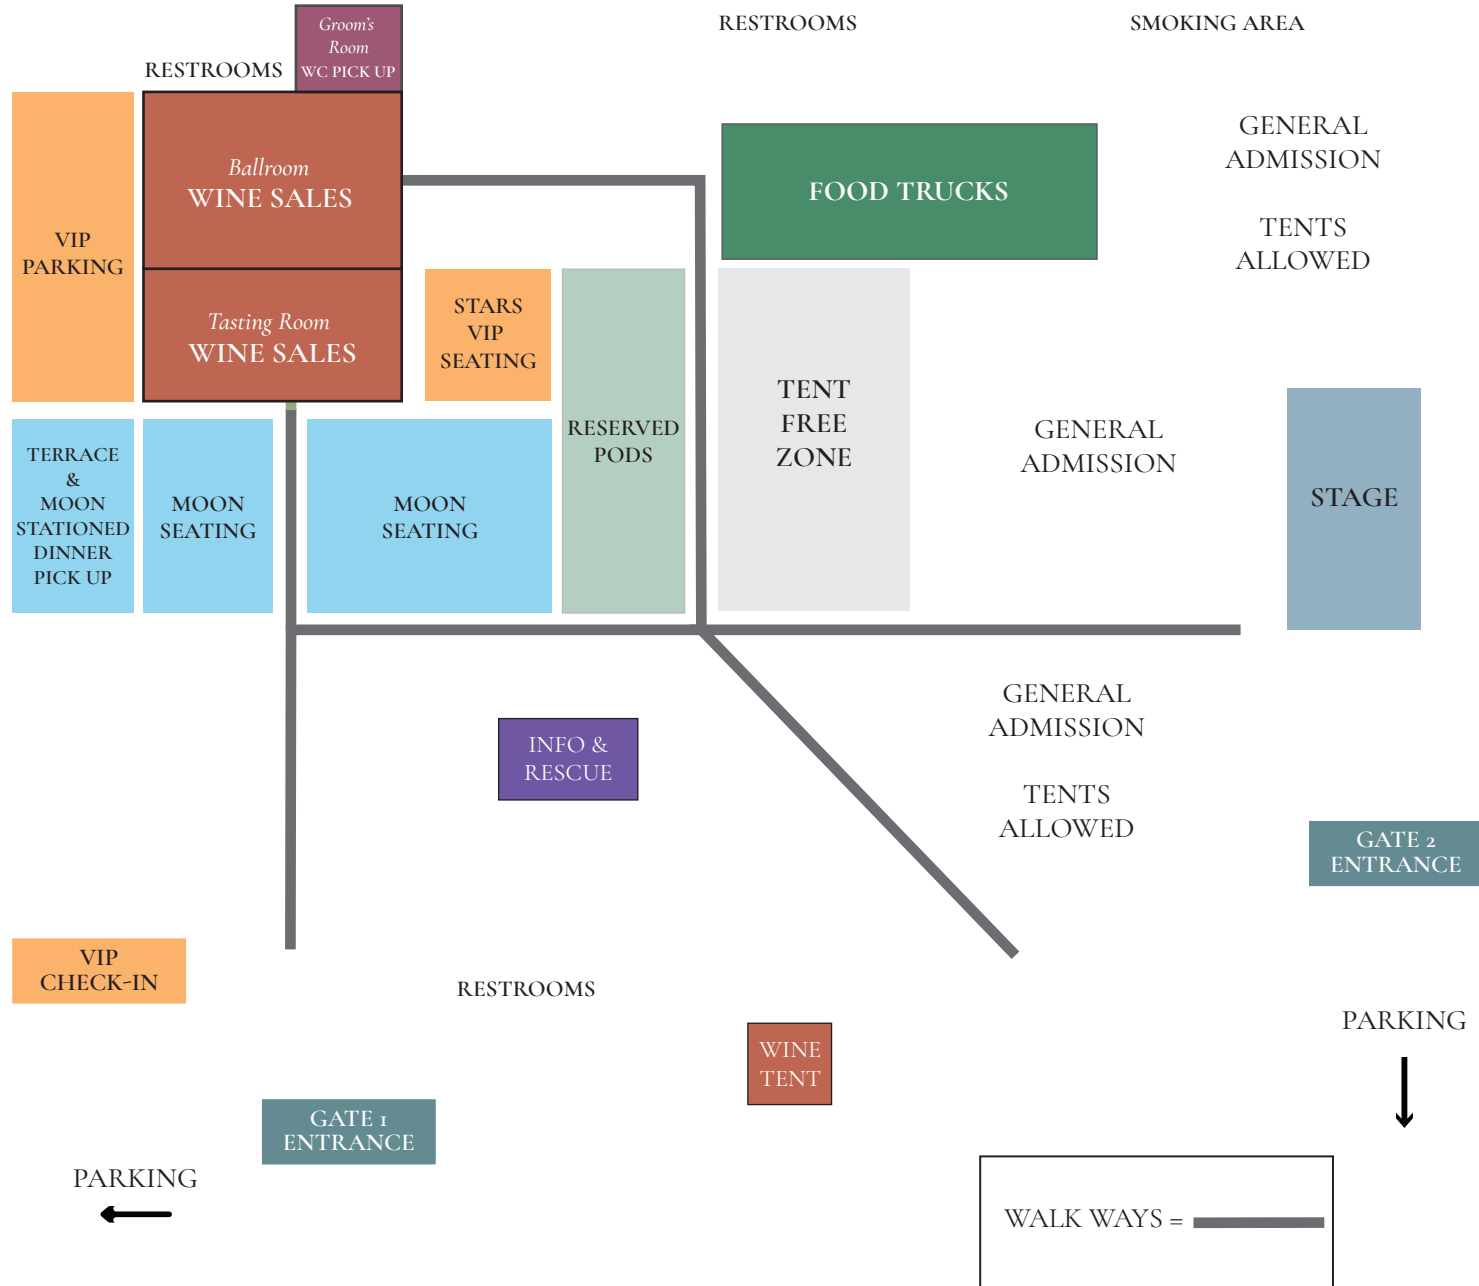 Groom's
Room
WC PICK UP
RESTROOMS
RESTROOMS
SMOKING AREA
VIP
PARKING
Ballroom
WINE SALES
Tasting Room
WINE SALES
STARS
VIP
SEATING
RESERVED
PODS
FOOD TRUCKS
TENT
FREE
ZONE
GENERAL
ADMISSION
TENTS
ALLOWED
GENERAL
ADMISSION
STAGE
TERRACE
&
MOON
STATIONED
DINNER
PICK UP
MOON
SEATING
MOON
SEATING
INFO &
RESCUE
GENERAL
ADMISSION
TENTS
ALLOWED
GATE 2
ENTRANCE
VIP
CHECK-IN
RESTROOMS
WINE
TENT
PARKING
GATE 1
ENTRANCE
PARKING
WALK WAYS =